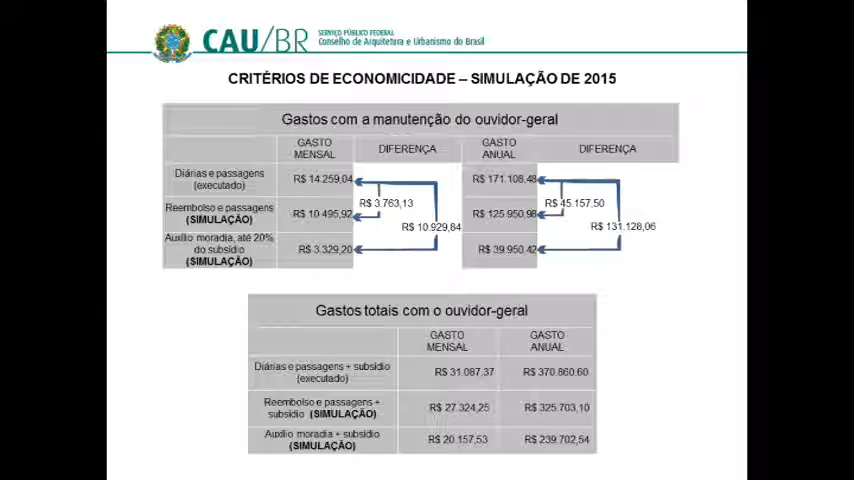 CAU/BR
SERVIÇO PÚBLICO FEDERAL
Conselho de Arquitetura e Urbanismo do Brasil
CRITÉRIOS DE ECONOMICIDADE – SIMULAÇÃO DE 2015
Gastos com a manutenção do ouvidor-geral
GASTO MENSAL DIFERENÇA GASTO ANUAL DIFERENÇA
Diárias e passagens (executado) R$ 14.259,04 R$ 171.108,48
R$ 3.763,13 R$ 45.157,50
Reembolso e passagens (SIMULAÇÃO) R$ 10.495,92 R$ 125.950,98
R$ 10.929,84 R$ 131.128,06
Auxílio moradia, até 20% do subsídio (SIMULAÇÃO) R$ 3.329,20 R$ 39.950,42
Gastos totais com o ouvidor-geral
GASTO MENSAL GASTO ANUAL
Diárias e passagens + subsídio (executado) R$ 31.087,37 R$ 370.860,60
Reembolso e passagens + subsídio (SIMULAÇÃO) R$ 27.324,25 R$ 325.703,10
Auxílio moradia + subsídio (SIMULAÇÃO) R$ 20.157,53 R$ 239.702,54